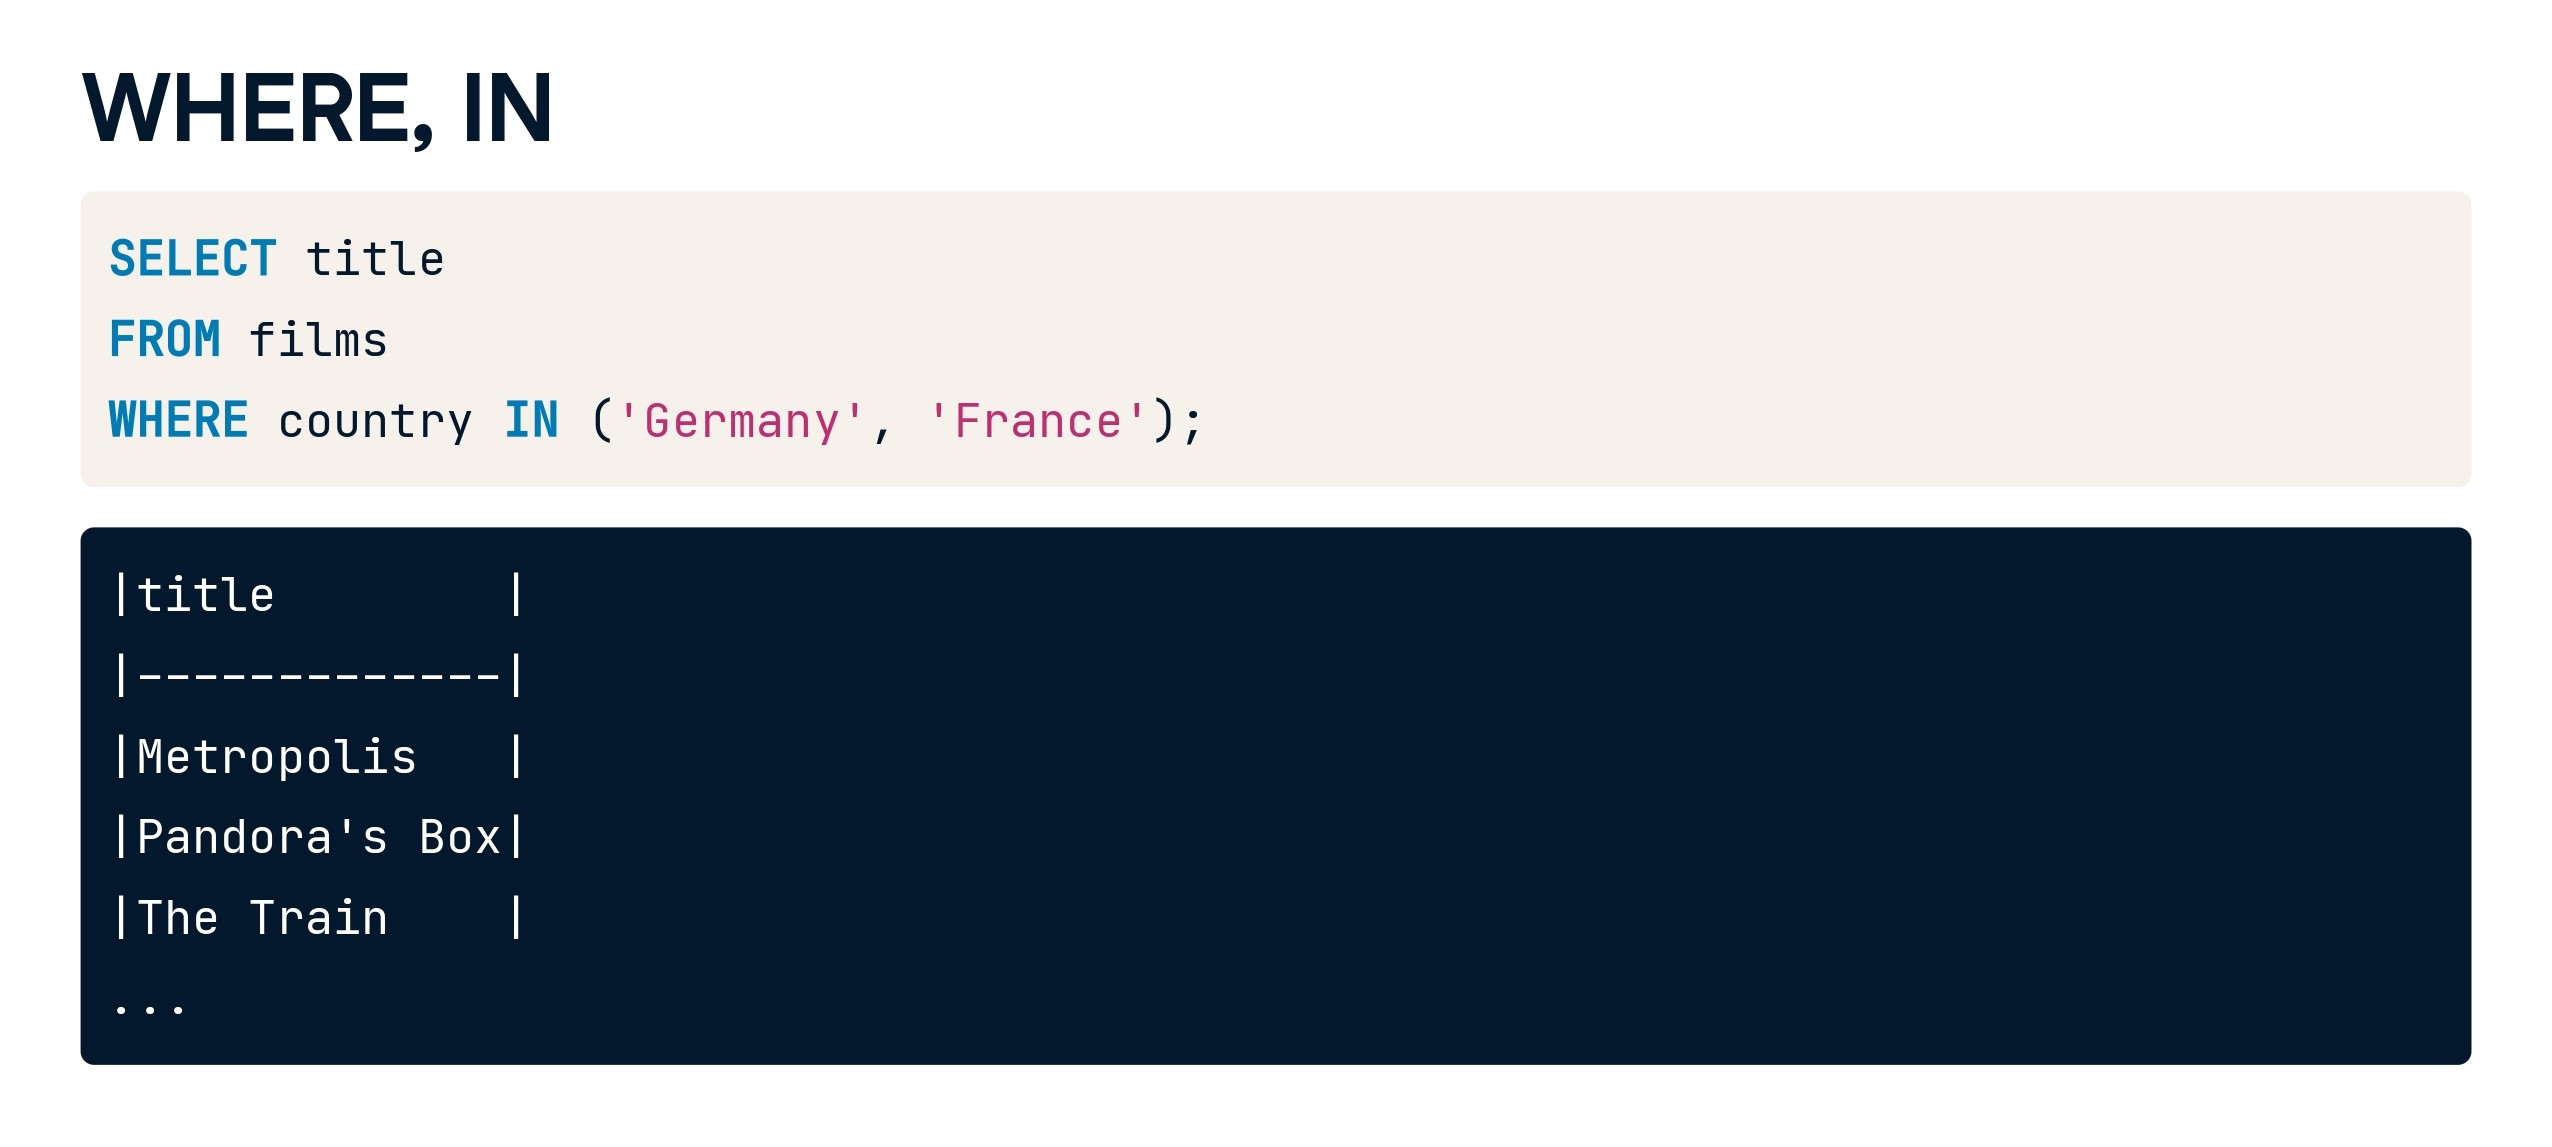 WHERE, IN
SELECT title
FROM films
WHERE country IN ('Germany', 'France');
|title        |
|-------------|
|Metropolis   |
|Pandora's Box|
|The Train    |
...